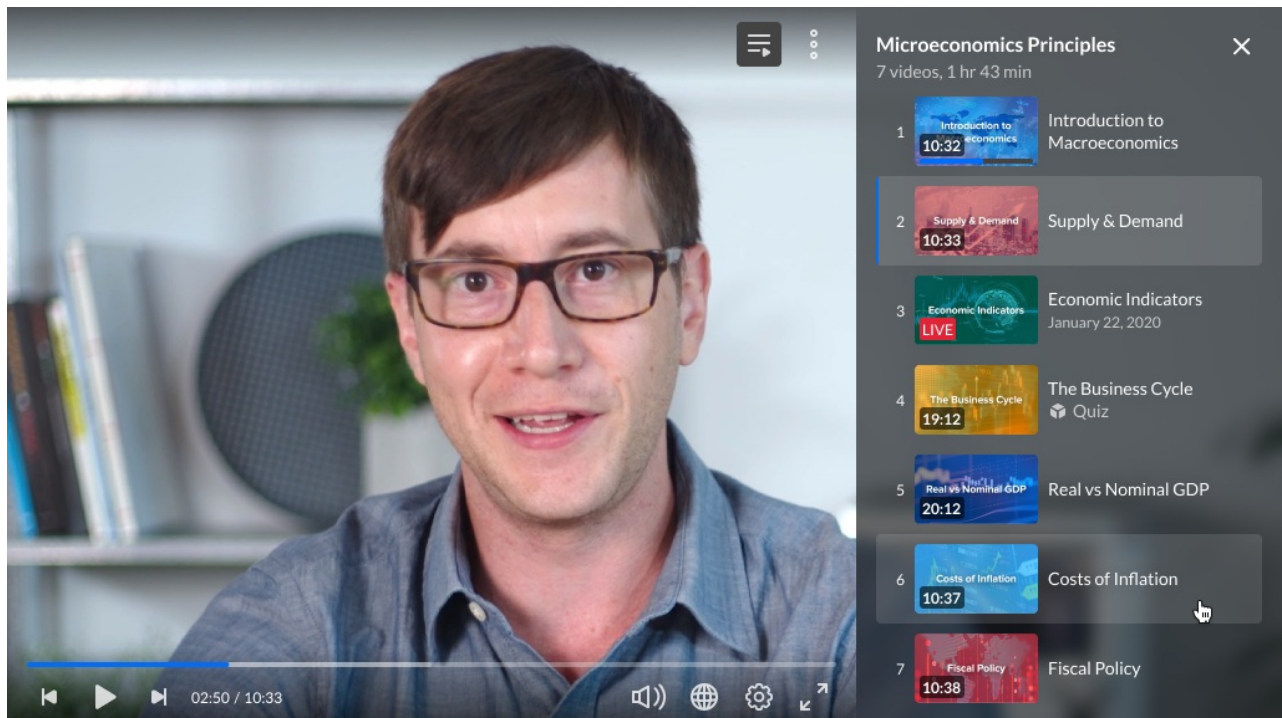 Microeconomics Principles
7 videos, 1 hr 43 min
1
Introduction to
Macroeconomics
10:32
Introduction to
Macroeconomics
2
Supply & Demand
10:33
Supply & Demand
3
Economic Indicators
LIVE
Economic Indicators
January 22, 2020
4
The Business Cycle
19:12
The Business Cycle
Quiz
5
Real vs Nominal GDP
20:12
Real vs Nominal GDP
6
Costs of Inflation
10:37
Costs of Inflation
7
Fiscal Policy
10:38
Fiscal Policy
02:50 / 10:33